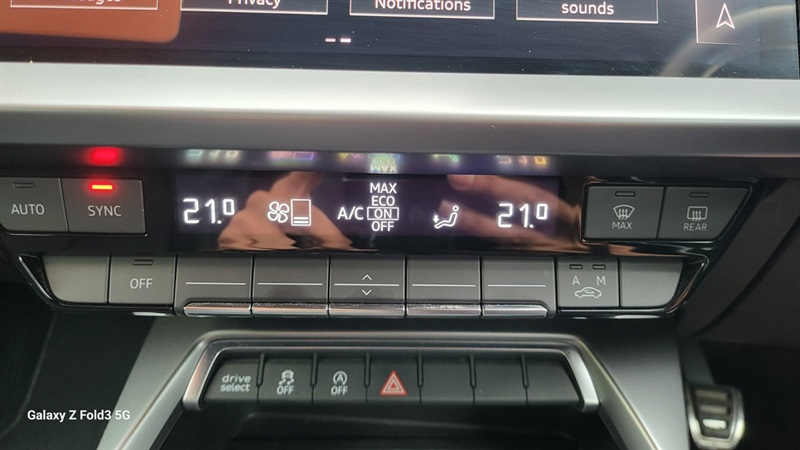 Privacy
Notifications
sounds
AUTO
SYNC
21.0
A/C
MAX
ECO
ON
OFF
21.0
MAX
REAR
OFF
A M
drive
select
OFF
A
OFF
Galaxy Z Fold3 5G